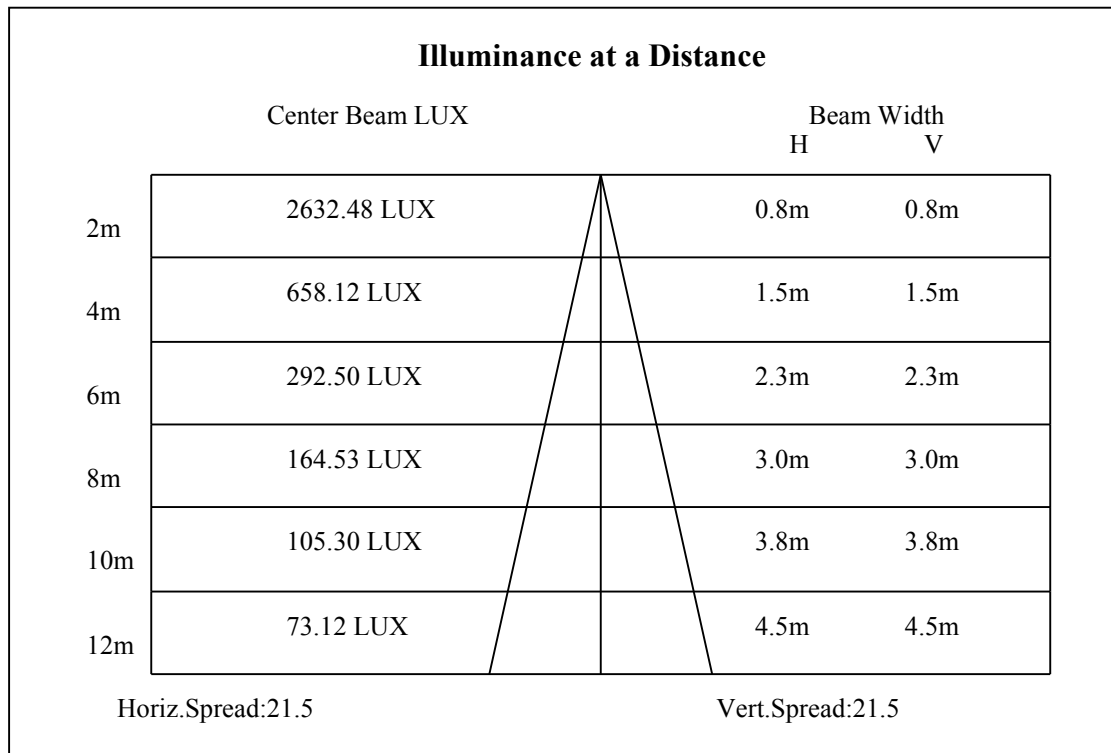 Illuminance at a Distance
Center Beam LUX Beam Width
H V
2632.48 LUX 0.8m 0.8m
2m
658.12 LUX 1.5m 1.5m
4m
292.50 LUX 2.3m 2.3m
6m
164.53 LUX 3.0m 3.0m
8m
105.30 LUX 3.8m 3.8m
10m
73.12 LUX 4.5m 4.5m
12m
Horiz.Spread:21.5 Vert.Spread:21.5